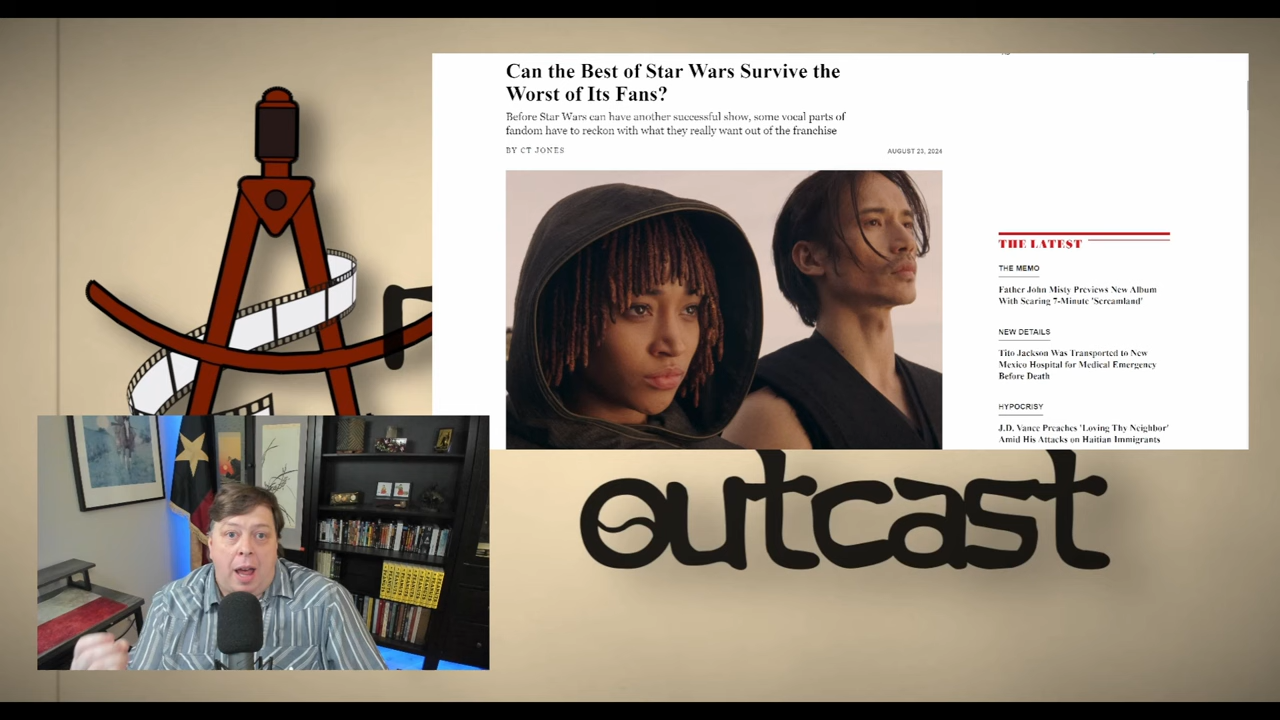 Can the Best of Star Wars Survive the
Worst of Its Fans?
Before Star Wars can have another successful show, some vocal parts of
fandom have to reckon with what they really want out of the franchise
BY CT JONES
AUGUST 23, 2024
THE LATEST
THE MEMO
Father John Misty Previews New Album
With Searing 7-Minute 'Screamland'
NEW DETAILS
Tito Jackson Was Transported to New
Mexico Hospital for Medical Emergency
Before Death
HYPOCRISY
J.D. Vance Preaches 'Loving Thy Neighbor'
Amid His Attacks on Haitian Immigrants
outcast